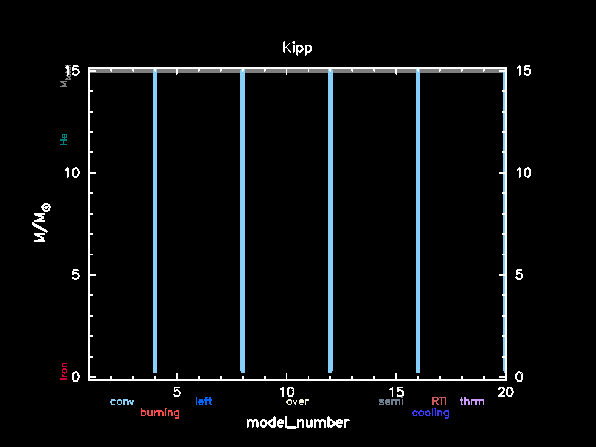 Kipp
15 15
He
10 10
M/M☉
5 5
Iron
0 0
5 10 15 20
conv left over semi RTI thrm
burning cooling
model_number